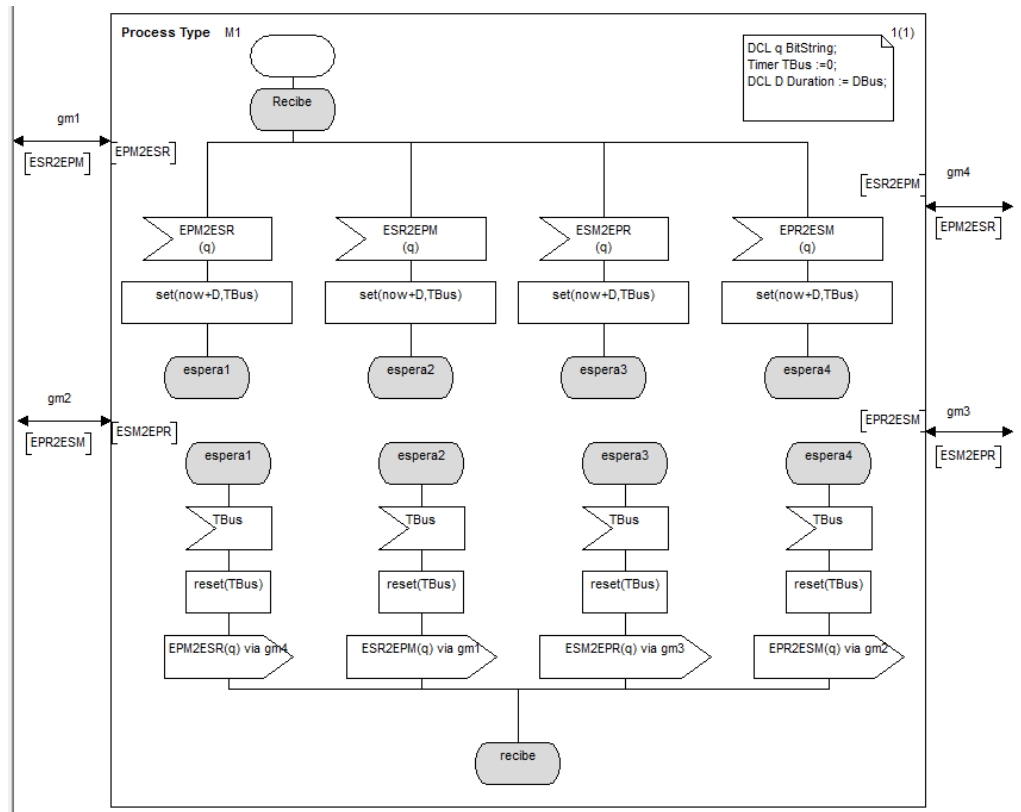 Process Type M1
1(1)
DCL q BitString;
Timer TBus :=0;
DCL D Duration := DBus;
Recibe
gm1
[ESR2EPM]
[EPM2ESR]
[ESR2EPM]
gm4
[EPM2ESR]
EPM2ESR
(q)
ESR2EPM
(q)
ESM2EPR
(q)
EPR2ESM
(q)
set(now+D,TBus)
set(now+D,TBus)
set(now+D,TBus)
set(now+D,TBus)
espera1
espera2
espera3
espera4
gm2
[EPR2ESM]
[ESM2EPR]
[EPR2ESM]
gm3
[ESM2EPR]
espera1
espera2
espera3
espera4
TBus
TBus
TBus
TBus
reset(TBus)
reset(TBus)
reset(TBus)
reset(TBus)
EPM2ESR(q) via gm4
ESR2EPM(q) via gm1
ESM2EPR(q) via gm3
EPR2ESM(q) via gm2
recibe